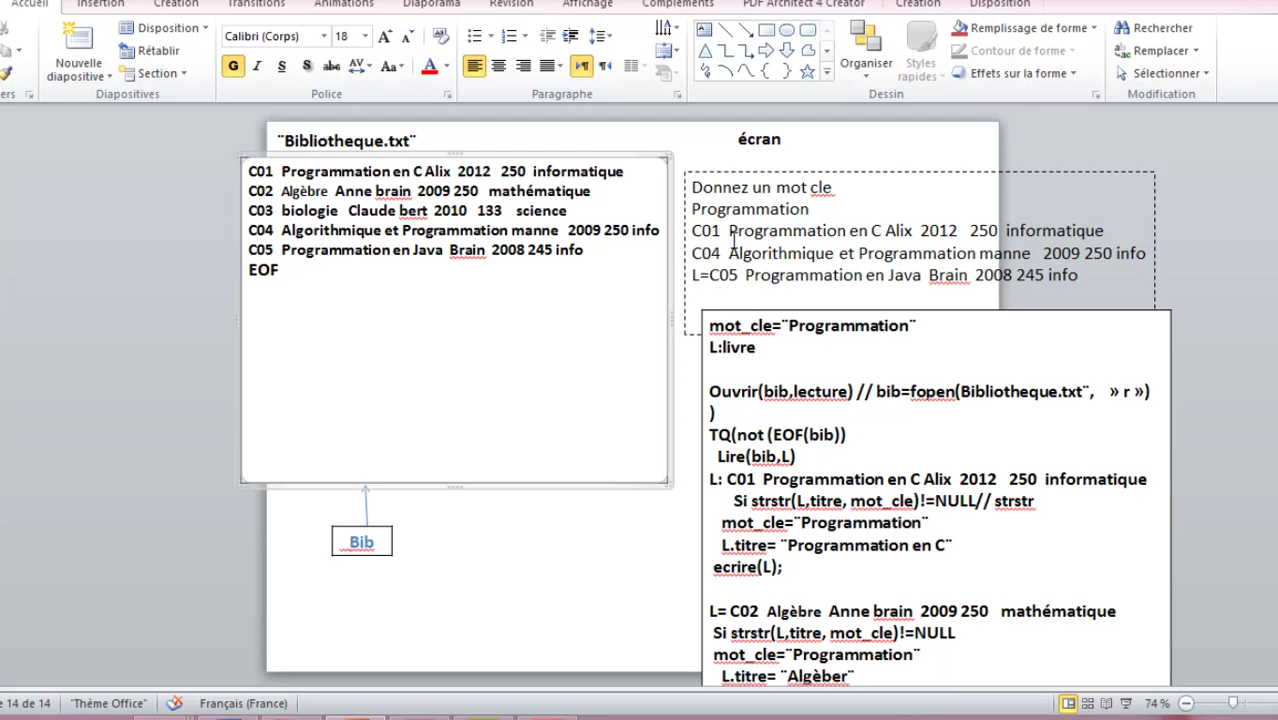 Accueil Insertion Création Transitions Animations Diaporama Révision Affichage Compléments PDF Architect 4 Creator Création Disposition
Nouvelle diapositive
Disposition
Rétablir
Section
Diapositives
Calibri (Corps) 18
G I S S abc AV Aa A
Police
Paragraphe
Organiser
Styles rapides
Remplissage de forme
Contour de forme
Effets sur la forme
Dessin
Rechercher
Remplacer
Sélectionner
Modification
¨Bibliotheque.txt¨
C01 Programmation en C Alix 2012 250 informatique
C02 Algèbre Anne brain 2009 250 mathématique
C03 biologie Claude bert 2010 133 science
C04 Algorithmique et Programmation manne 2009 250 info
C05 Programmation en Java Brain 2008 245 info
EOF
Bib
écran
Donnez un mot cle
Programmation
C01 Programmation en C Alix 2012 250 informatique
C04 Algorithmique et Programmation manne 2009 250 info
L=C05 Programmation en Java Brain 2008 245 info
mot_cle=¨Programmation¨
L:livre
Ouvrir(bib,lecture) // bib=fopen(Bibliotheque.txt¨, » r »)
)
TQ(not (EOF(bib))
Lire(bib,L)
L: C01 Programmation en C Alix 2012 250 informatique
Si strstr(L,titre, mot_cle)!=NULL// strstr
mot_cle=¨Programmation¨
L.titre= ¨Programmation en C¨
ecrire(L);
L= C02 Algèbre Anne brain 2009 250 mathématique
Si strstr(L,titre, mot_cle)!=NULL
mot_cle=¨Programmation¨
L.titre= ¨Algèber¨
e 14 de 14 "Thème Office" Français (France) 74 %